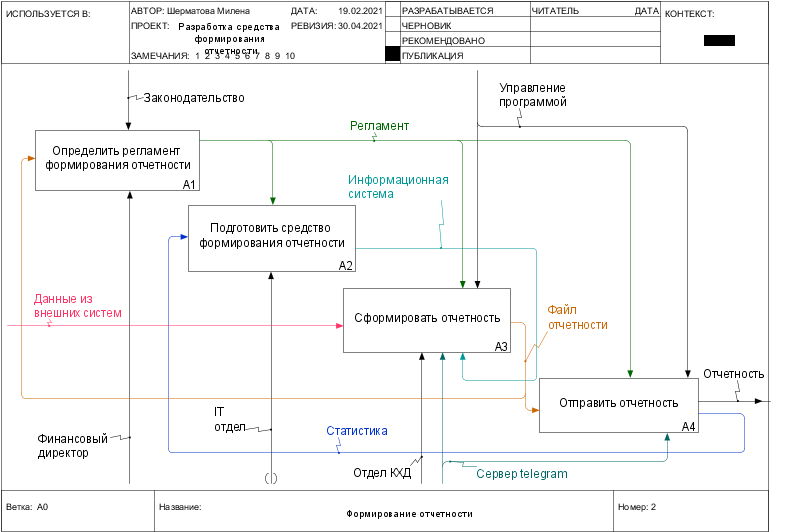 ИСПОЛЬЗУЕТСЯ В:
АВТОР: Шерматова Милена
ДАТА: 19.02.2021
ПРОЕКТ: Разработка средства
формирования
отчетности
РЕВИЗИЯ: 30.04.2021
ЗАМЕЧАНИЯ: 1 2 3 4 5 6 7 8 9 10
РАЗРАБАТЫВАЕТСЯ
ЧЕРНОВИК
РЕКОМЕНДОВАНО
ПУБЛИКАЦИЯ
ЧИТАТЕЛЬ
ДАТА
КОНТЕКСТ:
Законодательство
Управление
программой
Регламент
Определить регламент
формирования отчетности
A1
Информационная
система
Подготовить средство
формирования отчетности
A2
Данные из
внешних систем
Сформировать отчетность
A3
Файл
отчетности
Отчетность
Отправить отчетность
A4
IT
отдел
Статистика
Финансовый
директор
Отдел КХД
Сервер telegram
Ветка: A0
Название:
Формирование отчетности
Номер: 2